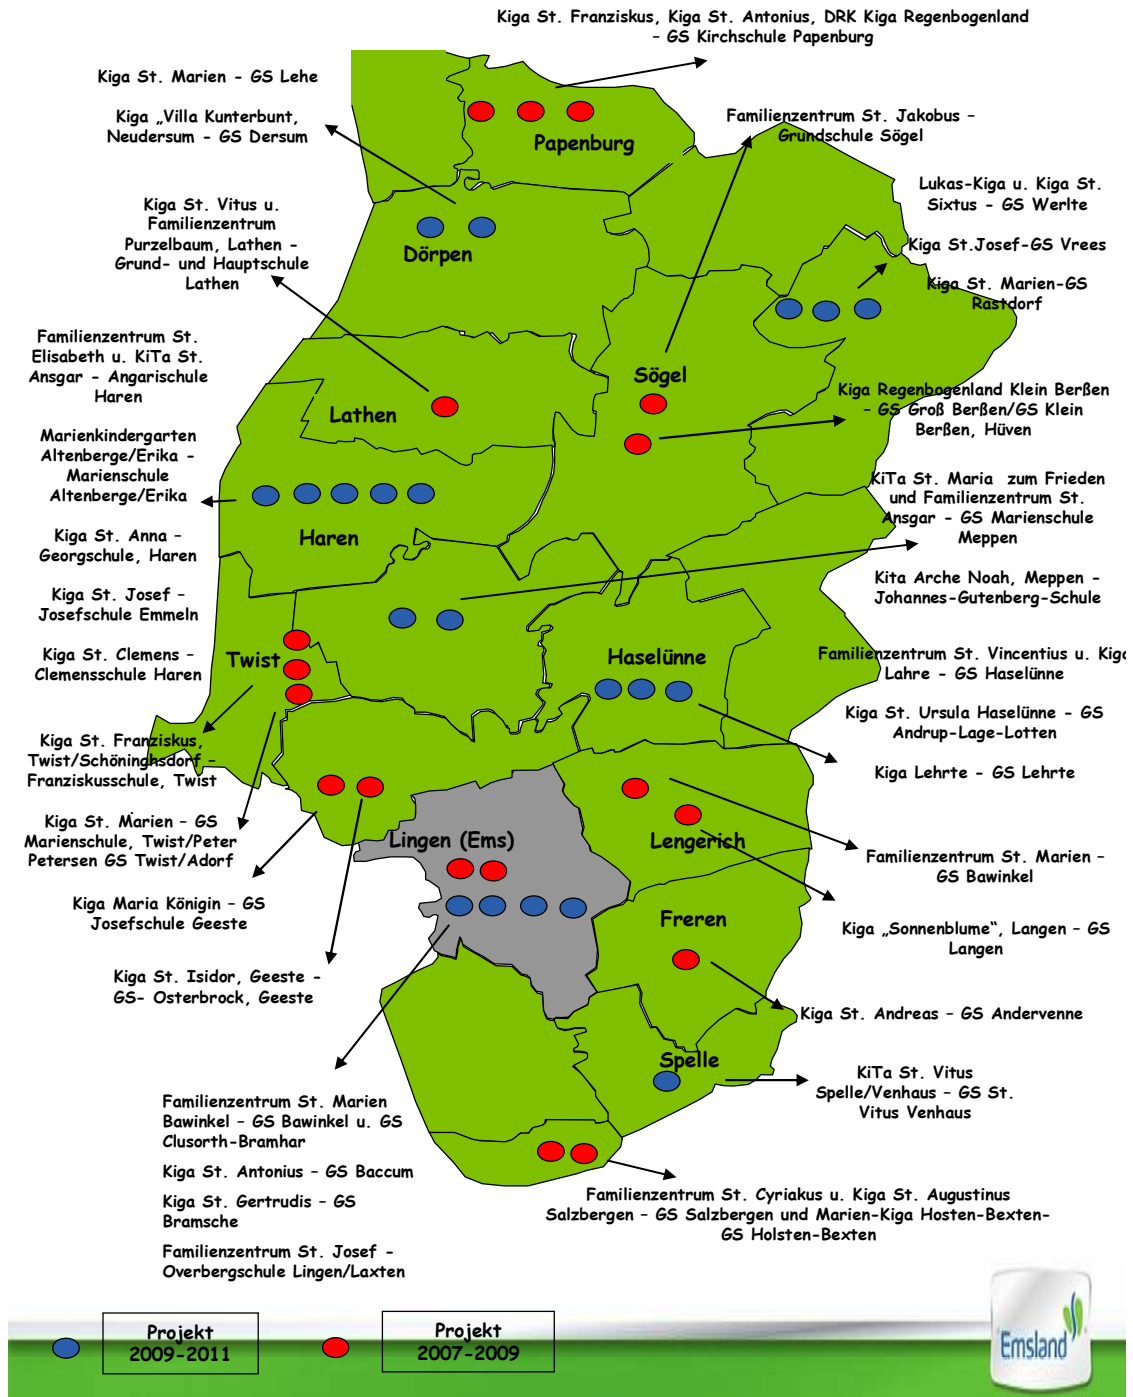 Kiga St. Franziskus, Kiga St. Antonius, DRK Kiga Regenbogenland
– GS Kirchschule Papenburg
Kiga St. Marien – GS Lehe
Kiga „Villa Kunterbunt,
Neudersum – GS Dersum
Papenburg
Familienzentrum St. Jakobus –
Grundschule Sögel
Lukas-Kiga u. Kiga St.
Sixtus – GS Werlte
Kiga St.Josef-GS Vrees
Kiga St. Marien-GS
Rastdorf
Kiga St. Vitus u.
Familienzentrum
Purzelbaum, Lathen –
Grund- und Hauptschule
Lathen
Dörpen
Familienzentrum St.
Elisabeth u. KiTa St.
Ansgar – Angarischule
Haren
Sögel
Lathen
Kiga Regenbogenland Klein Berßen
– GS Groß Berßen/GS Klein
Berßen, Hüven
Marienkindergarten
Altenberge/Erika –
Marienschule
Altenberge/Erika
KiTa St. Maria zum Frieden
und Familienzentrum St.
Ansgar – GS Marienschule
Meppen
Haren
Kiga St. Anna –
Georgschule, Haren
Kita Arche Noah, Meppen –
Johannes-Gutenberg-Schule
Kiga St. Josef –
Josefschule Emmeln
Kiga St. Clemens –
Clemensschule Haren
Twist
Haselünne
Familienzentrum St. Vincentius u. Kiga
Lahre – GS Haselünne
Kiga St. Ursula Haselünne – GS
Andrup-Lage-Lotten
Kiga Lehrte – GS Lehrte
Kiga St. Franziskus,
Twist/Schöninghsdorf –
Franziskusschule, Twist
Kiga St. Marien – GS
Marienschule, Twist/Peter
Petersen GS Twist/Adorf
Lingen (Ems)
Lengerich
Familienzentrum St. Marien –
GS Bawinkel
Kiga Maria Königin – GS
Josefschule Geeste
Freren
Kiga „Sonnenblume“, Langen – GS
Langen
Kiga St. Isidor, Geeste –
GS- Osterbrock, Geeste
Kiga St. Andreas – GS Andervenne
Spelle
KiTa St. Vitus
Spelle/Venhaus – GS St.
Vitus Venhaus
Familienzentrum St. Marien
Bawinkel – GS Bawinkel u. GS
Clusorth-Bramhar
Kiga St. Antonius – GS Baccum
Kiga St. Gertrudis – GS
Bramsche
Familienzentrum St. Josef –
Overbergschule Lingen/Laxten
Familienzentrum St. Cyriakus u. Kiga St. Augustinus
Salzbergen – GS Salzbergen und Marien-Kiga Hosten-Bexten-
GS Holsten-Bexten
Projekt
2009-2011
Projekt
2007-2009
Emsland